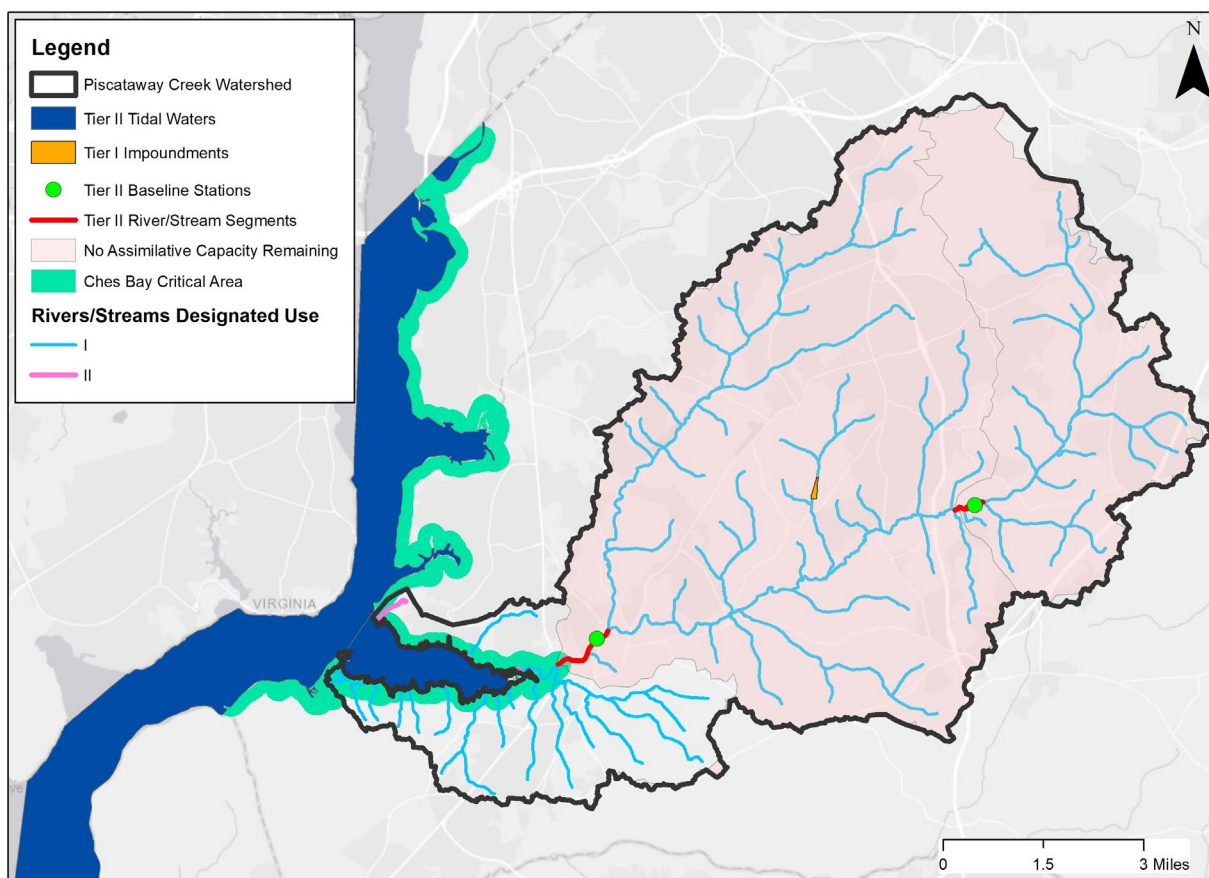 Legend
Piscataway Creek Watershed
Tier II Tidal Waters
Tier I Impoundments
Tier II Baseline Stations
Tier II River/Stream Segments
No Assimilative Capacity Remaining
Ches Bay Critical Area
Rivers/Streams Designated Use
I
II
N
VIRGINIA
0 1.5 3 Miles